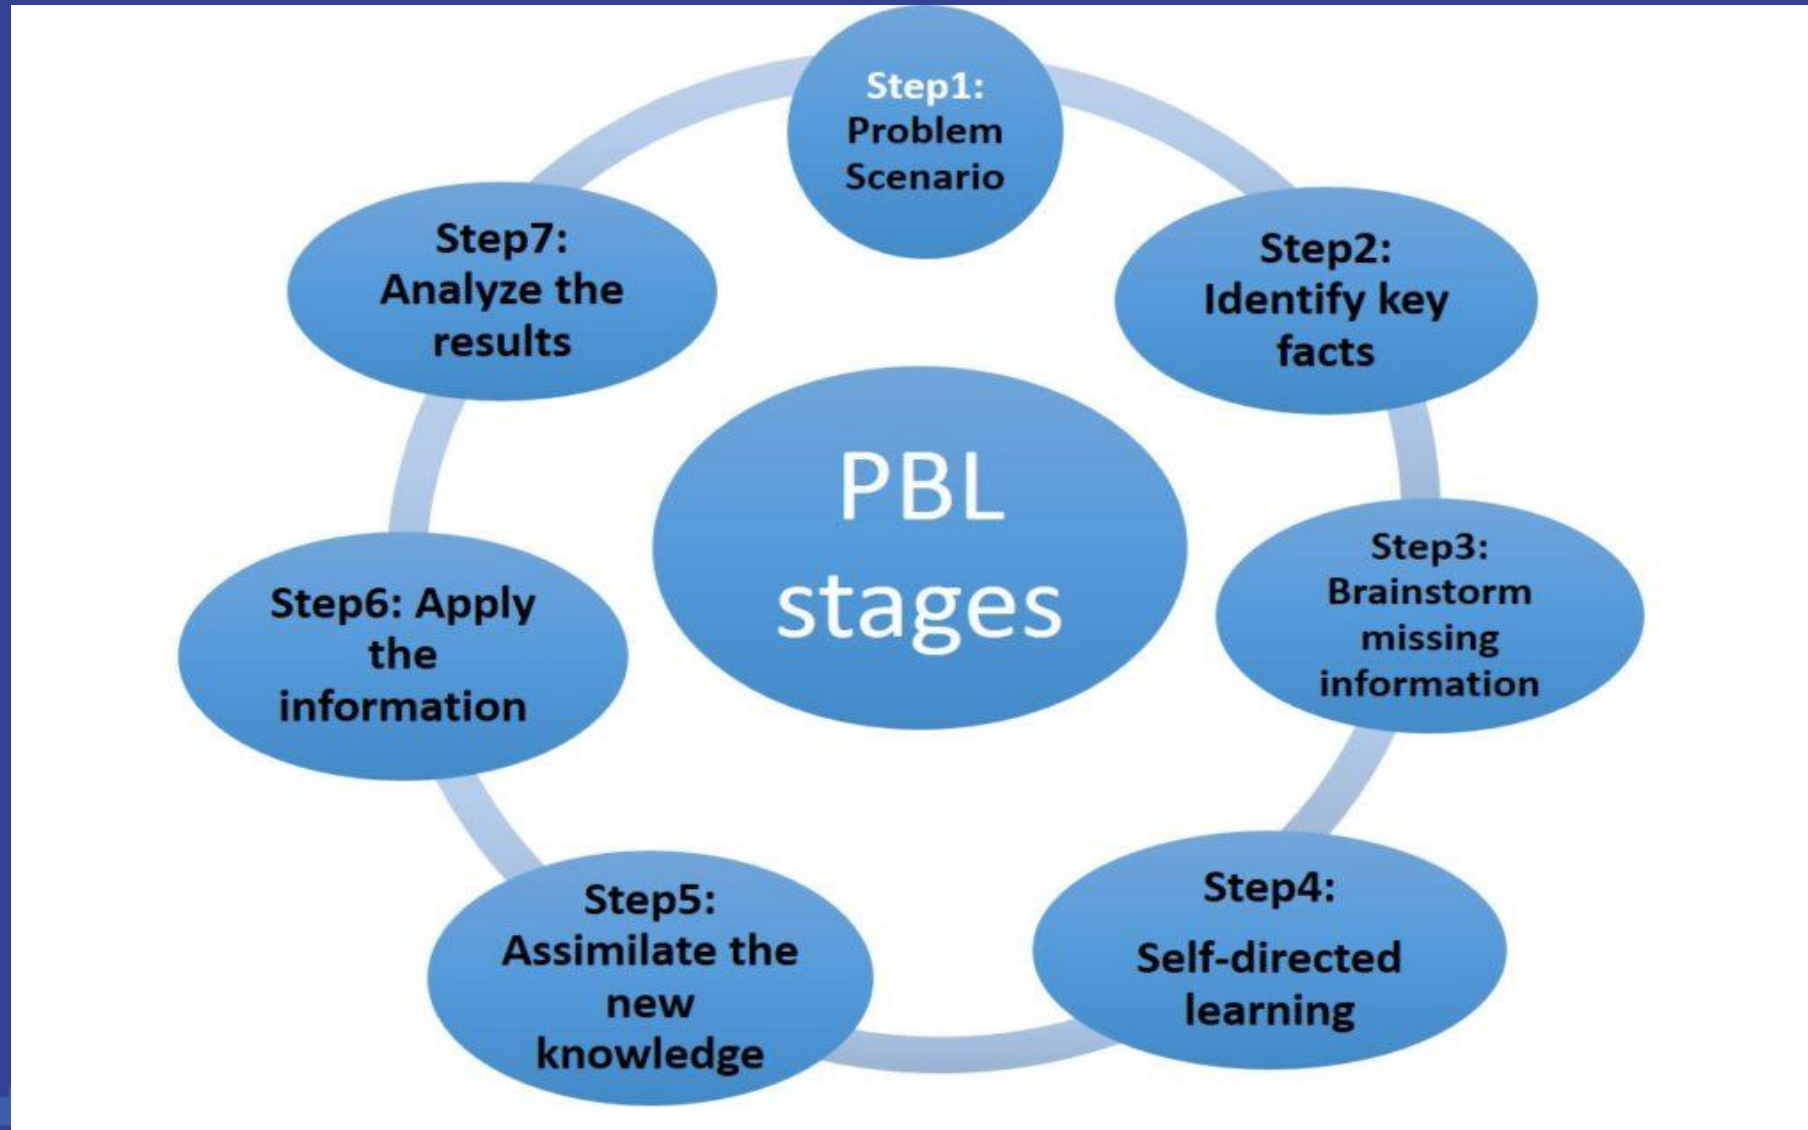 Step1:
Problem
Scenario
Step2:
Identify key
facts
Step3:
Brainstorm
missing
information
Step4:
Self-directed
learning
Step5:
Assimilate the
new
knowledge
Step6: Apply
the
information
Step7:
Analyze the
results
PBL
stages